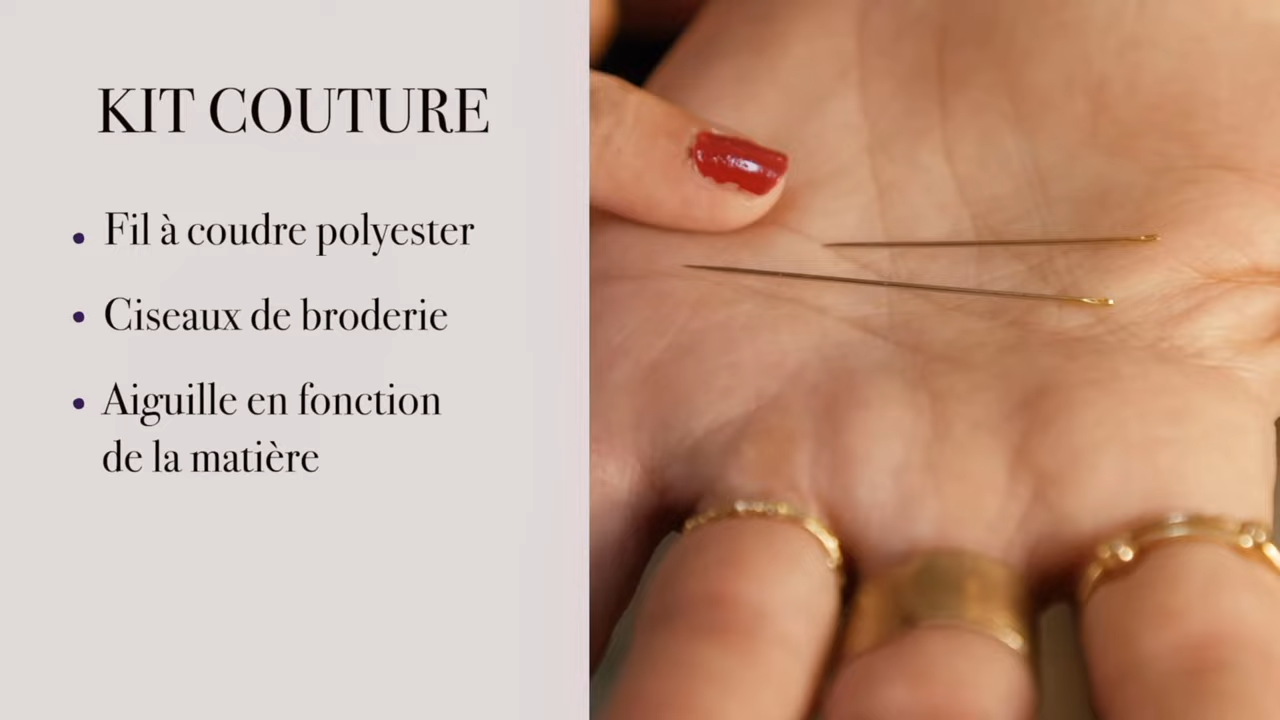 KIT COUTURE
• Fil à coudre polyester
• Ciseaux de broderie
• Aiguille en fonction
de la matière